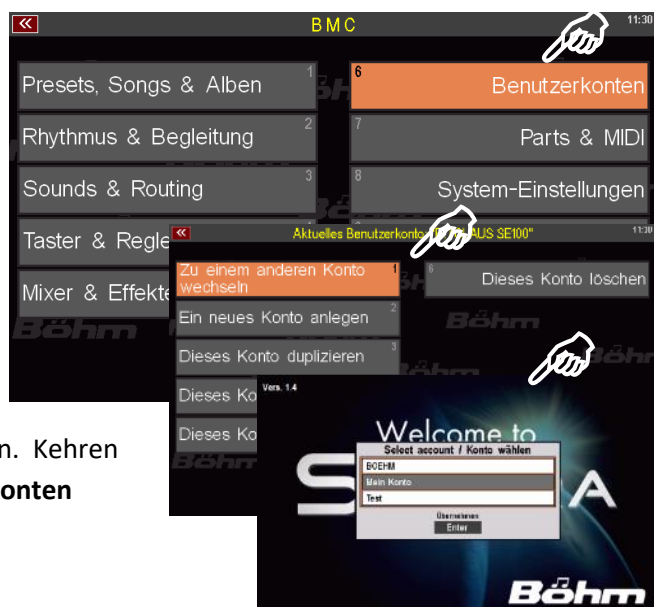 BMC
11:30
Presets, Songs & Alben 1
6 Benutzerkonten
Rhythmus & Begleitung 2
7 Parts & MIDI
Sounds & Routing 3
8 System-Einstellungen
Taster & Regle
Mixer & Effekte
Böhm
Aktuelles Benutzerkonto AUS SE100"
11:30
Zu einem anderen Konto 1
wechseln
6 Dieses Konto löschen
Ein neues Konto anlegen 2
Dieses Konto duplizieren 3
Dieses Ko
Dieses Ko
Böhm
Vers. 1.4
Welcome to
Select account / Konto wählen
BOEHM
Mein Konto
Test
Übernehmen
Enter
Böhm
n. Kehren
onten